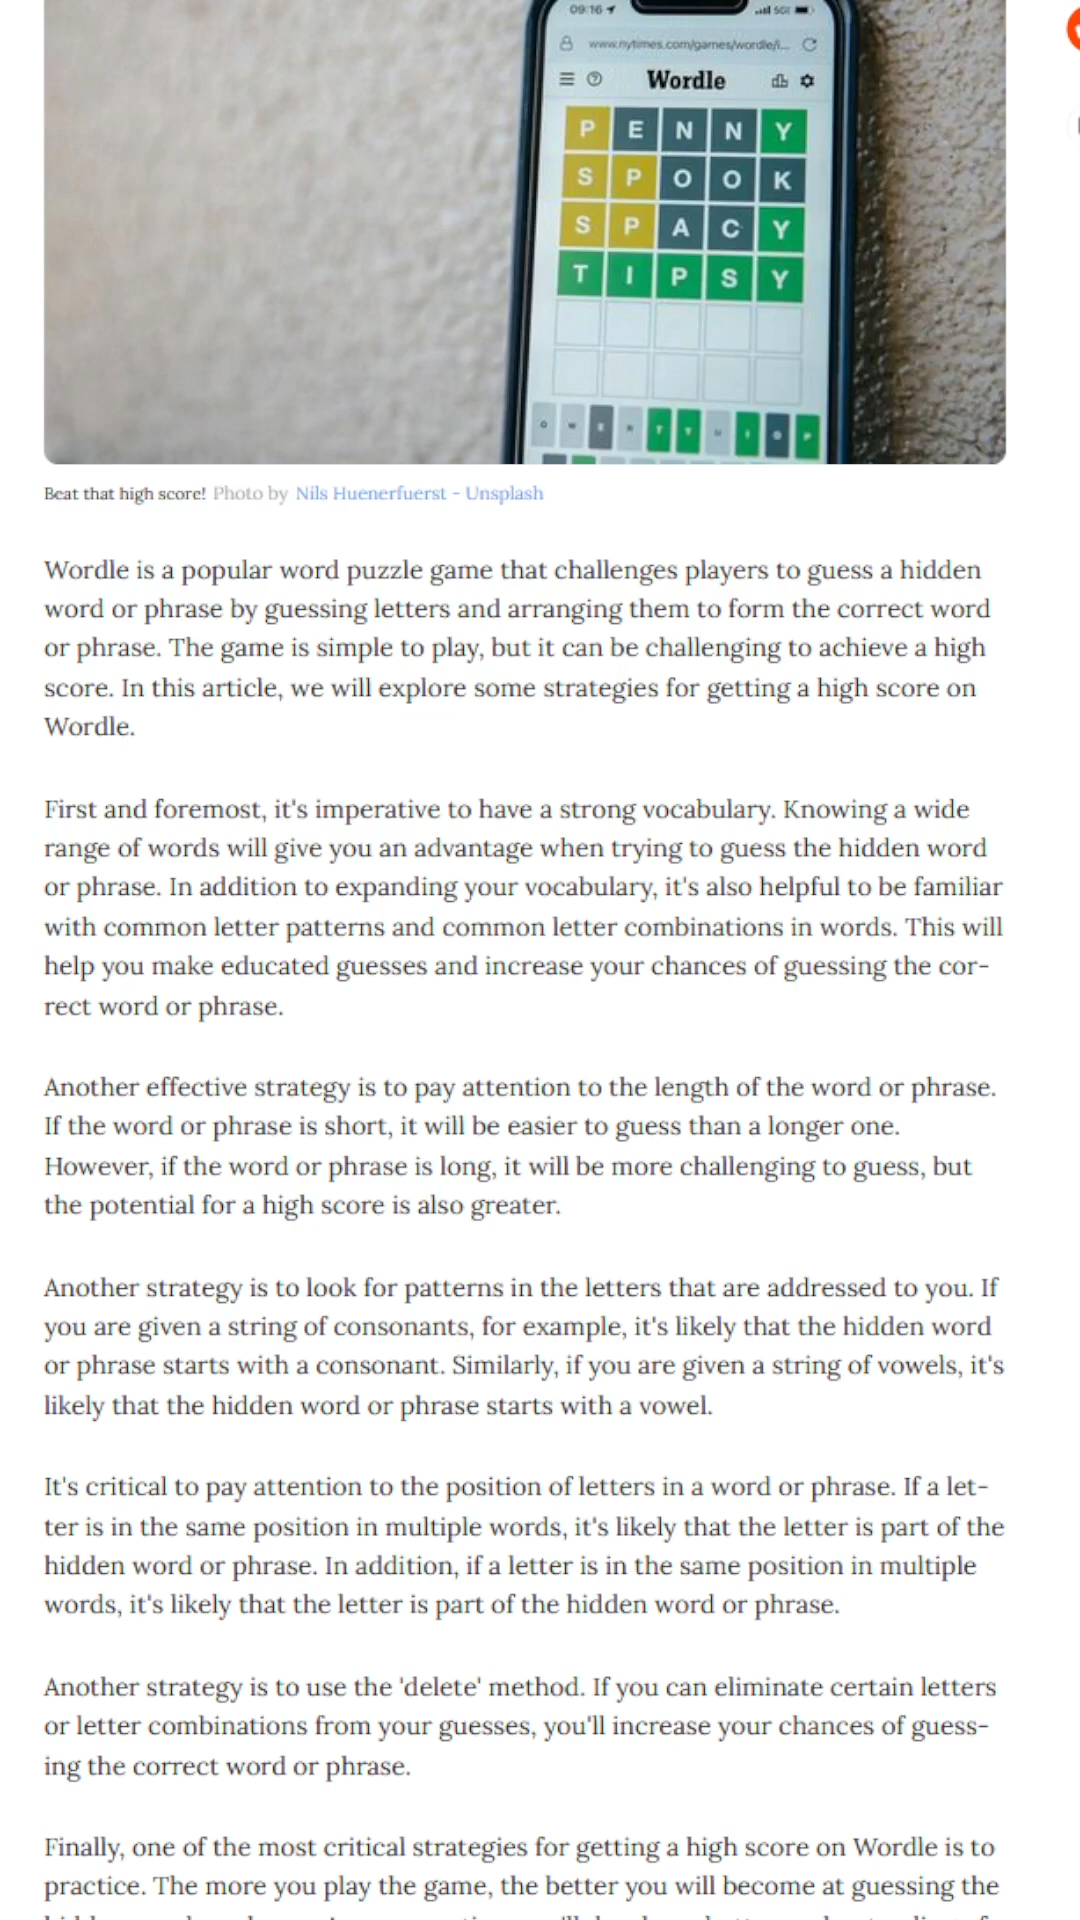 09:16
5GE
www.nytimes.com/games/wordle/i...
Wordle
P E N N Y
S P O O K
S P A C Y
T I P S Y
Beat that high score! Photo by Nils Huenerfuerst - Unsplash
Wordle is a popular word puzzle game that challenges players to guess a hidden
word or phrase by guessing letters and arranging them to form the correct word
or phrase. The game is simple to play, but it can be challenging to achieve a high
score. In this article, we will explore some strategies for getting a high score on
Wordle.
First and foremost, it's imperative to have a strong vocabulary. Knowing a wide
range of words will give you an advantage when trying to guess the hidden word
or phrase. In addition to expanding your vocabulary, it's also helpful to be familiar
with common letter patterns and common letter combinations in words. This will
help you make educated guesses and increase your chances of guessing the cor-
rect word or phrase.
Another effective strategy is to pay attention to the length of the word or phrase.
If the word or phrase is short, it will be easier to guess than a longer one.
However, if the word or phrase is long, it will be more challenging to guess, but
the potential for a high score is also greater.
Another strategy is to look for patterns in the letters that are addressed to you. If
you are given a string of consonants, for example, it's likely that the hidden word
or phrase starts with a consonant. Similarly, if you are given a string of vowels, it's
likely that the hidden word or phrase starts with a vowel.
It's critical to pay attention to the position of letters in a word or phrase. If a let-
ter is in the same position in multiple words, it's likely that the letter is part of the
hidden word or phrase. In addition, if a letter is in the same position in multiple
words, it's likely that the letter is part of the hidden word or phrase.
Another strategy is to use the 'delete' method. If you can eliminate certain letters
or letter combinations from your guesses, you'll increase your chances of guess-
ing the correct word or phrase.
Finally, one of the most critical strategies for getting a high score on Wordle is to
practice. The more you play the game, the better you will become at guessing the